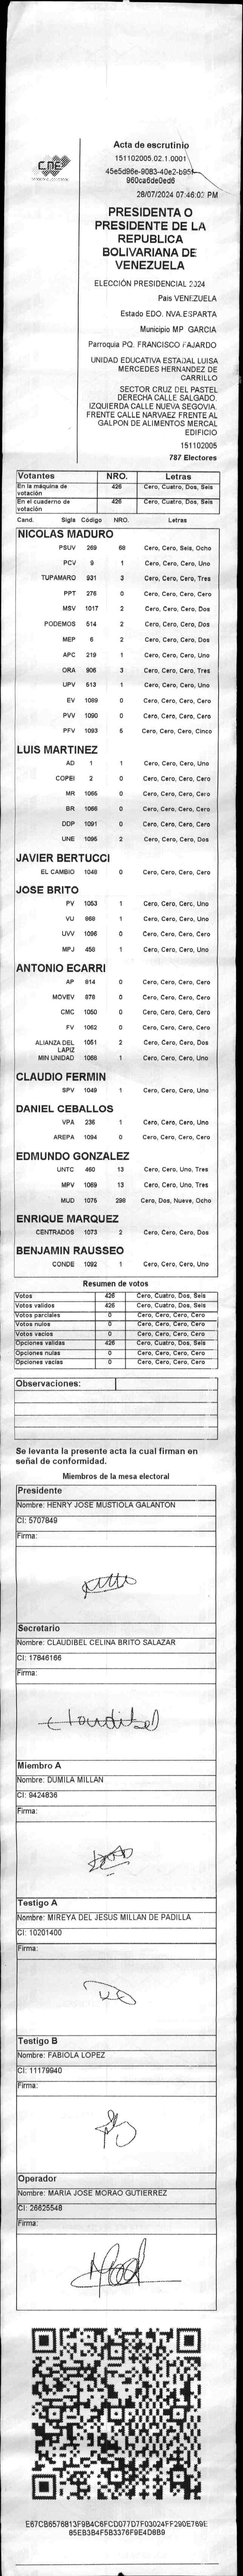 CNE
Acta de escrutinio
151102005.02.1.0001
45e5d96e-9083-40e2-b95f-
960ca6de0ed6
28/07/2024 07:46:02 PM
PRESIDENTA O
PRESIDENTE DE LA
REPUBLICA
BOLIVARIANA DE
VENEZUELA
ELECCIÓN PRESIDENCIAL 2024
País VENEZUELA
Estado EDO. NVA.ESPARTA
Municipio MP. GARCIA
Parroquia PQ. FRANCISCO FAJARDO
UNIDAD EDUCATIVA ESTADAL LUISA
MERCEDES HERNANDEZ DE
CARRILLO
SECTOR CRUZ DEL PASTEL
DERECHA CALLE SALGADO.
IZQUIERDA CALLE NUEVA SEGOVIA.
FRENTE CALLE NARVAEZ FRENTE AL
GALPON DE ALIMENTOS MERCAL
EDIFICIO
151102005
787 Electores
Votantes NRO. Letras
En la máquina de votación 426 Cero, Cuatro, Dos, Seis
En el cuaderno de votación 426 Cero, Cuatro, Dos, Seis
Cand. Sigla Código NRO. Letras
NICOLAS MADURO
PSUV 269 68 Cero, Cero, Seis, Ocho
PCV 9 1 Cero, Cero, Cero, Uno
TUPAMARO 931 3 Cero, Cero, Cero, Tres
PPT 276 0 Cero, Cero, Cero, Cero
MSV 1017 2 Cero, Cero, Cero, Dos
PODEMOS 514 2 Cero, Cero, Cero, Dos
MEP 6 2 Cero, Cero, Cero, Dos
APC 219 1 Cero, Cero, Cero, Uno
ORA 906 3 Cero, Cero, Cero, Tres
UPV 513 1 Cero, Cero, Cero, Uno
EV 1089 0 Cero, Cero, Cero, Cero
PVV 1090 0 Cero, Cero, Cero, Cero
PFV 1093 5 Cero, Cero, Cero, Cinco
LUIS MARTINEZ
AD 1 1 Cero, Cero, Cero, Uno
COPEI 2 0 Cero, Cero, Cero, Cero
MR 1065 0 Cero, Cero, Cero, Cero
BR 1066 0 Cero, Cero, Cero, Cero
DDP 1091 0 Cero, Cero, Cero, Cero
UNE 1095 2 Cero, Cero, Cero, Dos
JAVIER BERTUCCI
EL CAMBIO 1048 0 Cero, Cero, Cero, Cero
JOSE BRITO
PV 1053 1 Cero, Cero, Cero, Uno
VU 868 1 Cero, Cero, Cero, Uno
UVV 1096 0 Cero, Cero, Cero, Cero
MPJ 458 1 Cero, Cero, Cero, Uno
ANTONIO ECARRI
AP 814 0 Cero, Cero, Cero, Cero
MOVEV 878 0 Cero, Cero, Cero, Cero
CMC 1050 0 Cero, Cero, Cero, Cero
FV 1062 0 Cero, Cero, Cero, Cero
ALIANZA DEL LAPIZ 1051 2 Cero, Cero, Cero, Dos
MIN UNIDAD 1068 1 Cero, Cero, Cero, Uno
CLAUDIO FERMIN
SPV 1049 1 Cero, Cero, Cero, Uno
DANIEL CEBALLOS
VPA 236 1 Cero, Cero, Cero, Uno
AREPA 1094 0 Cero, Cero, Cero, Cero
EDMUNDO GONZALEZ
UNTC 460 13 Cero, Cero, Uno, Tres
MPV 1069 13 Cero, Cero, Uno, Tres
MUD 1075 298 Cero, Dos, Nueve, Ocho
ENRIQUE MARQUEZ
CENTRADOS 1073 2 Cero, Cero, Cero, Dos
BENJAMIN RAUSSEO
CONDE 1092 1 Cero, Cero, Cero, Uno
Resumen de votos
Votos 426 Cero, Cuatro, Dos, Seis
Votos validos 426 Cero, Cuatro, Dos, Seis
Votos parciales 0 Cero, Cero, Cero, Cero
Votos nulos 0 Cero, Cero, Cero, Cero
Votos vacios 0 Cero, Cero, Cero, Cero
Opciones validas 426 Cero, Cuatro, Dos, Seis
Opciones nulas 0 Cero, Cero, Cero, Cero
Opciones vacias 0 Cero, Cero, Cero, Cero
Observaciones:
Se levanta la presente acta la cual firman en
señal de conformidad.
Miembros de la mesa electoral
Presidente
Nombre: HENRY JOSE MUSTIOLA GALANTON
CI: 5707849
Firma:
Secretario
Nombre: CLAUDIBEL CELINA BRITO SALAZAR
CI: 17846166
Firma:
Claudibel
Miembro A
Nombre: DUMILA MILLAN
CI: 9424836
Firma:
Testigo A
Nombre: MIREYA DEL JESUS MILLAN DE PADILLA
CI: 10201400
Firma:
Testigo B
Nombre: FABIOLA LOPEZ
CI: 11179940
Firma:
Operador
Nombre: MARIA JOSE MORAO GUTIERREZ
CI: 26625548
Firma:
E67CB6576813F9B4C6FCD077D7F03024FF290E769E
85EB3B4F5B3376F9E4D8B9